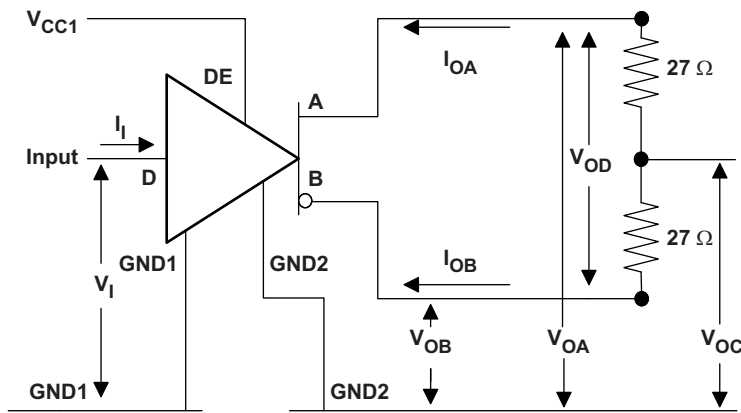 VCC1
DE
IOA
27 Ω
A
II
Input
D
B
VOD
GND1
GND2
IOB
27 Ω
VI
VOB
VOA
VOC
GND1
GND2